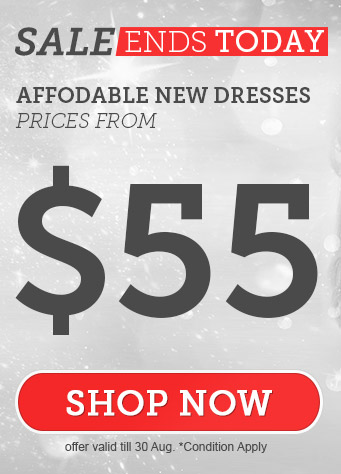 SALE ENDS TODAY
AFFODABLE NEW DRESSES
PRICES FROM
$55
SHOP NOW
offer valid till 30 Aug. *Condition Apply